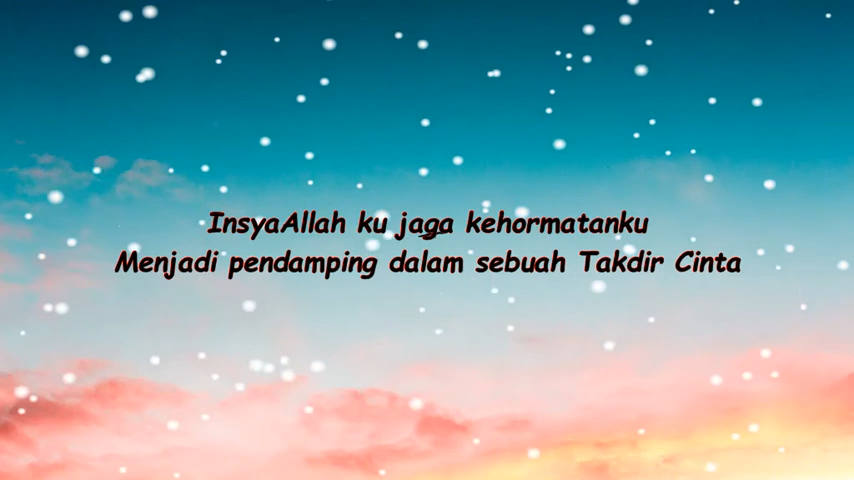 InsyaAllah ku jaga kehormatanku
Menjadi pendamping dalam sebuah Takdir Cinta